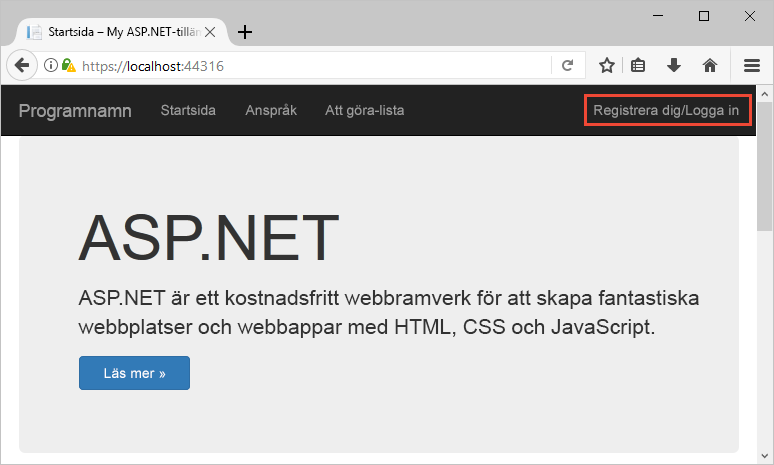 Startsida – My ASP.NET-tillän
https://localhost:44316
Programnamn Startsida Anspråk Att göra-lista Registrera dig/Logga in
ASP.NET
ASP.NET är ett kostnadsfritt webbramverk för att skapa fantastiska
webbplatser och webbappar med HTML, CSS och JavaScript.
Läs mer »